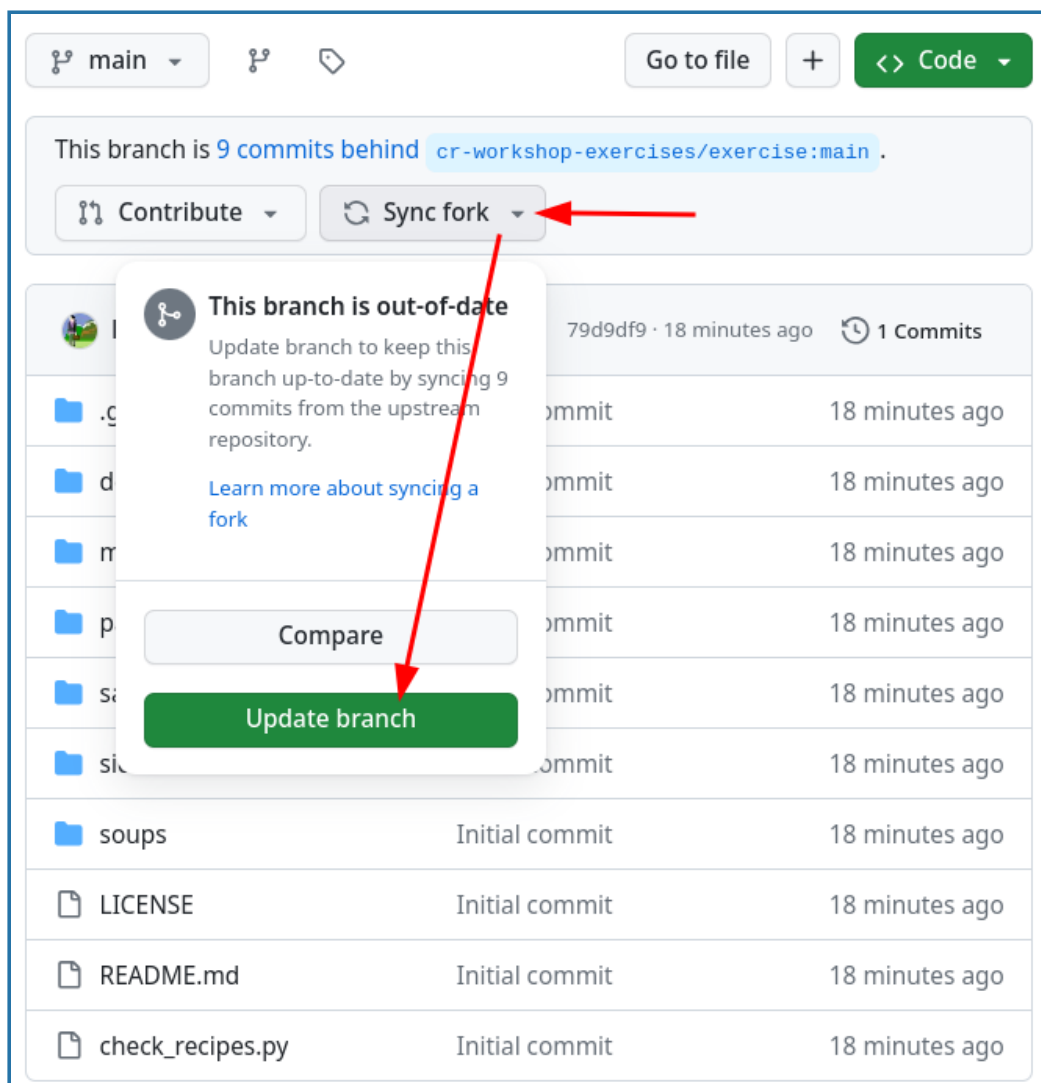 main
Go to file
Code
This branch is 9 commits behind cr-workshop-exercises/exercise:main .
Contribute
Sync fork
This branch is out-of-date
Update branch to keep this
branch up-to-date by syncing 9
commits from the upstream
repository.
Learn more about syncing a
fork
Compare
Update branch
79d9df9 · 18 minutes ago
1 Commits
18 minutes ago
18 minutes ago
18 minutes ago
18 minutes ago
18 minutes ago
18 minutes ago
soups Initial commit 18 minutes ago
LICENSE Initial commit 18 minutes ago
README.md Initial commit 18 minutes ago
check_recipes.py Initial commit 18 minutes ago